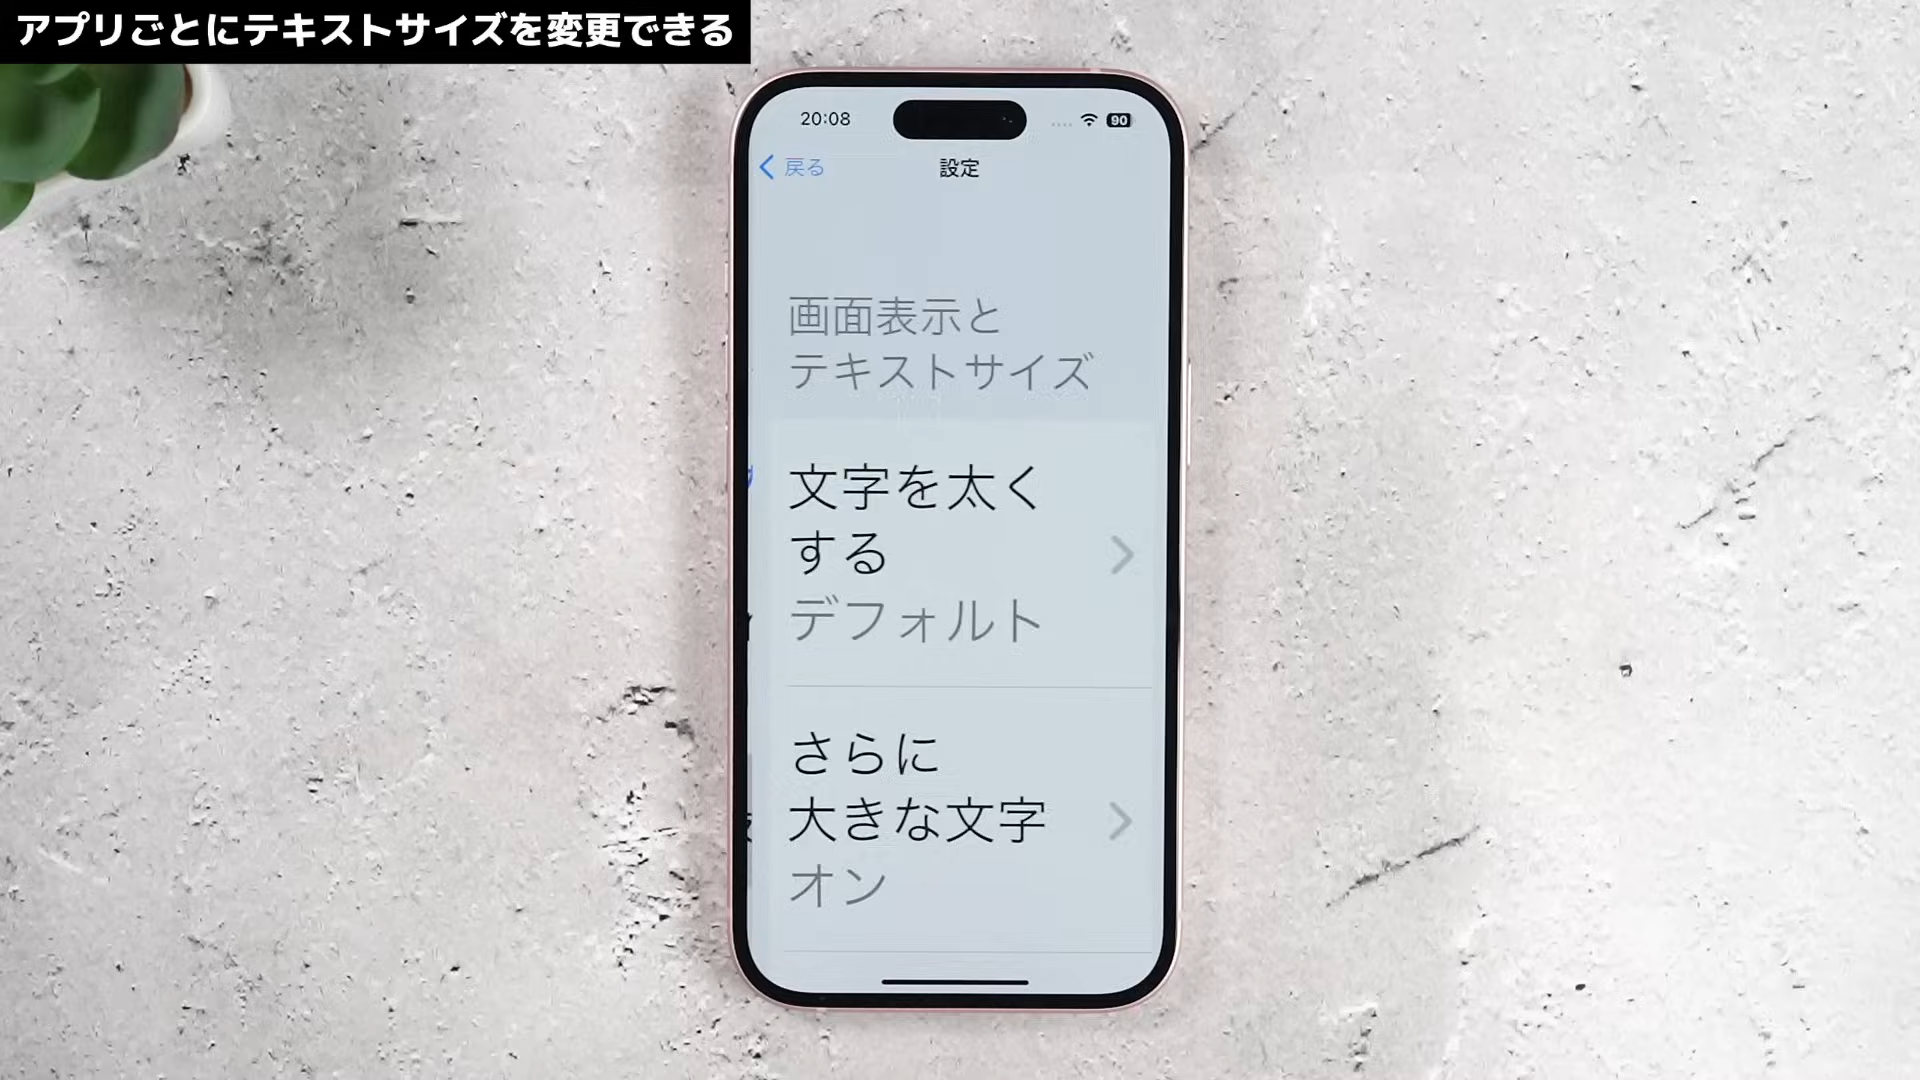 アプリごとにテキストサイズを変更できる
20:08
90
戻る
設定
画面表示と
テキストサイズ
文字を太く
する
デフォルト
さらに
大きな文字
オン